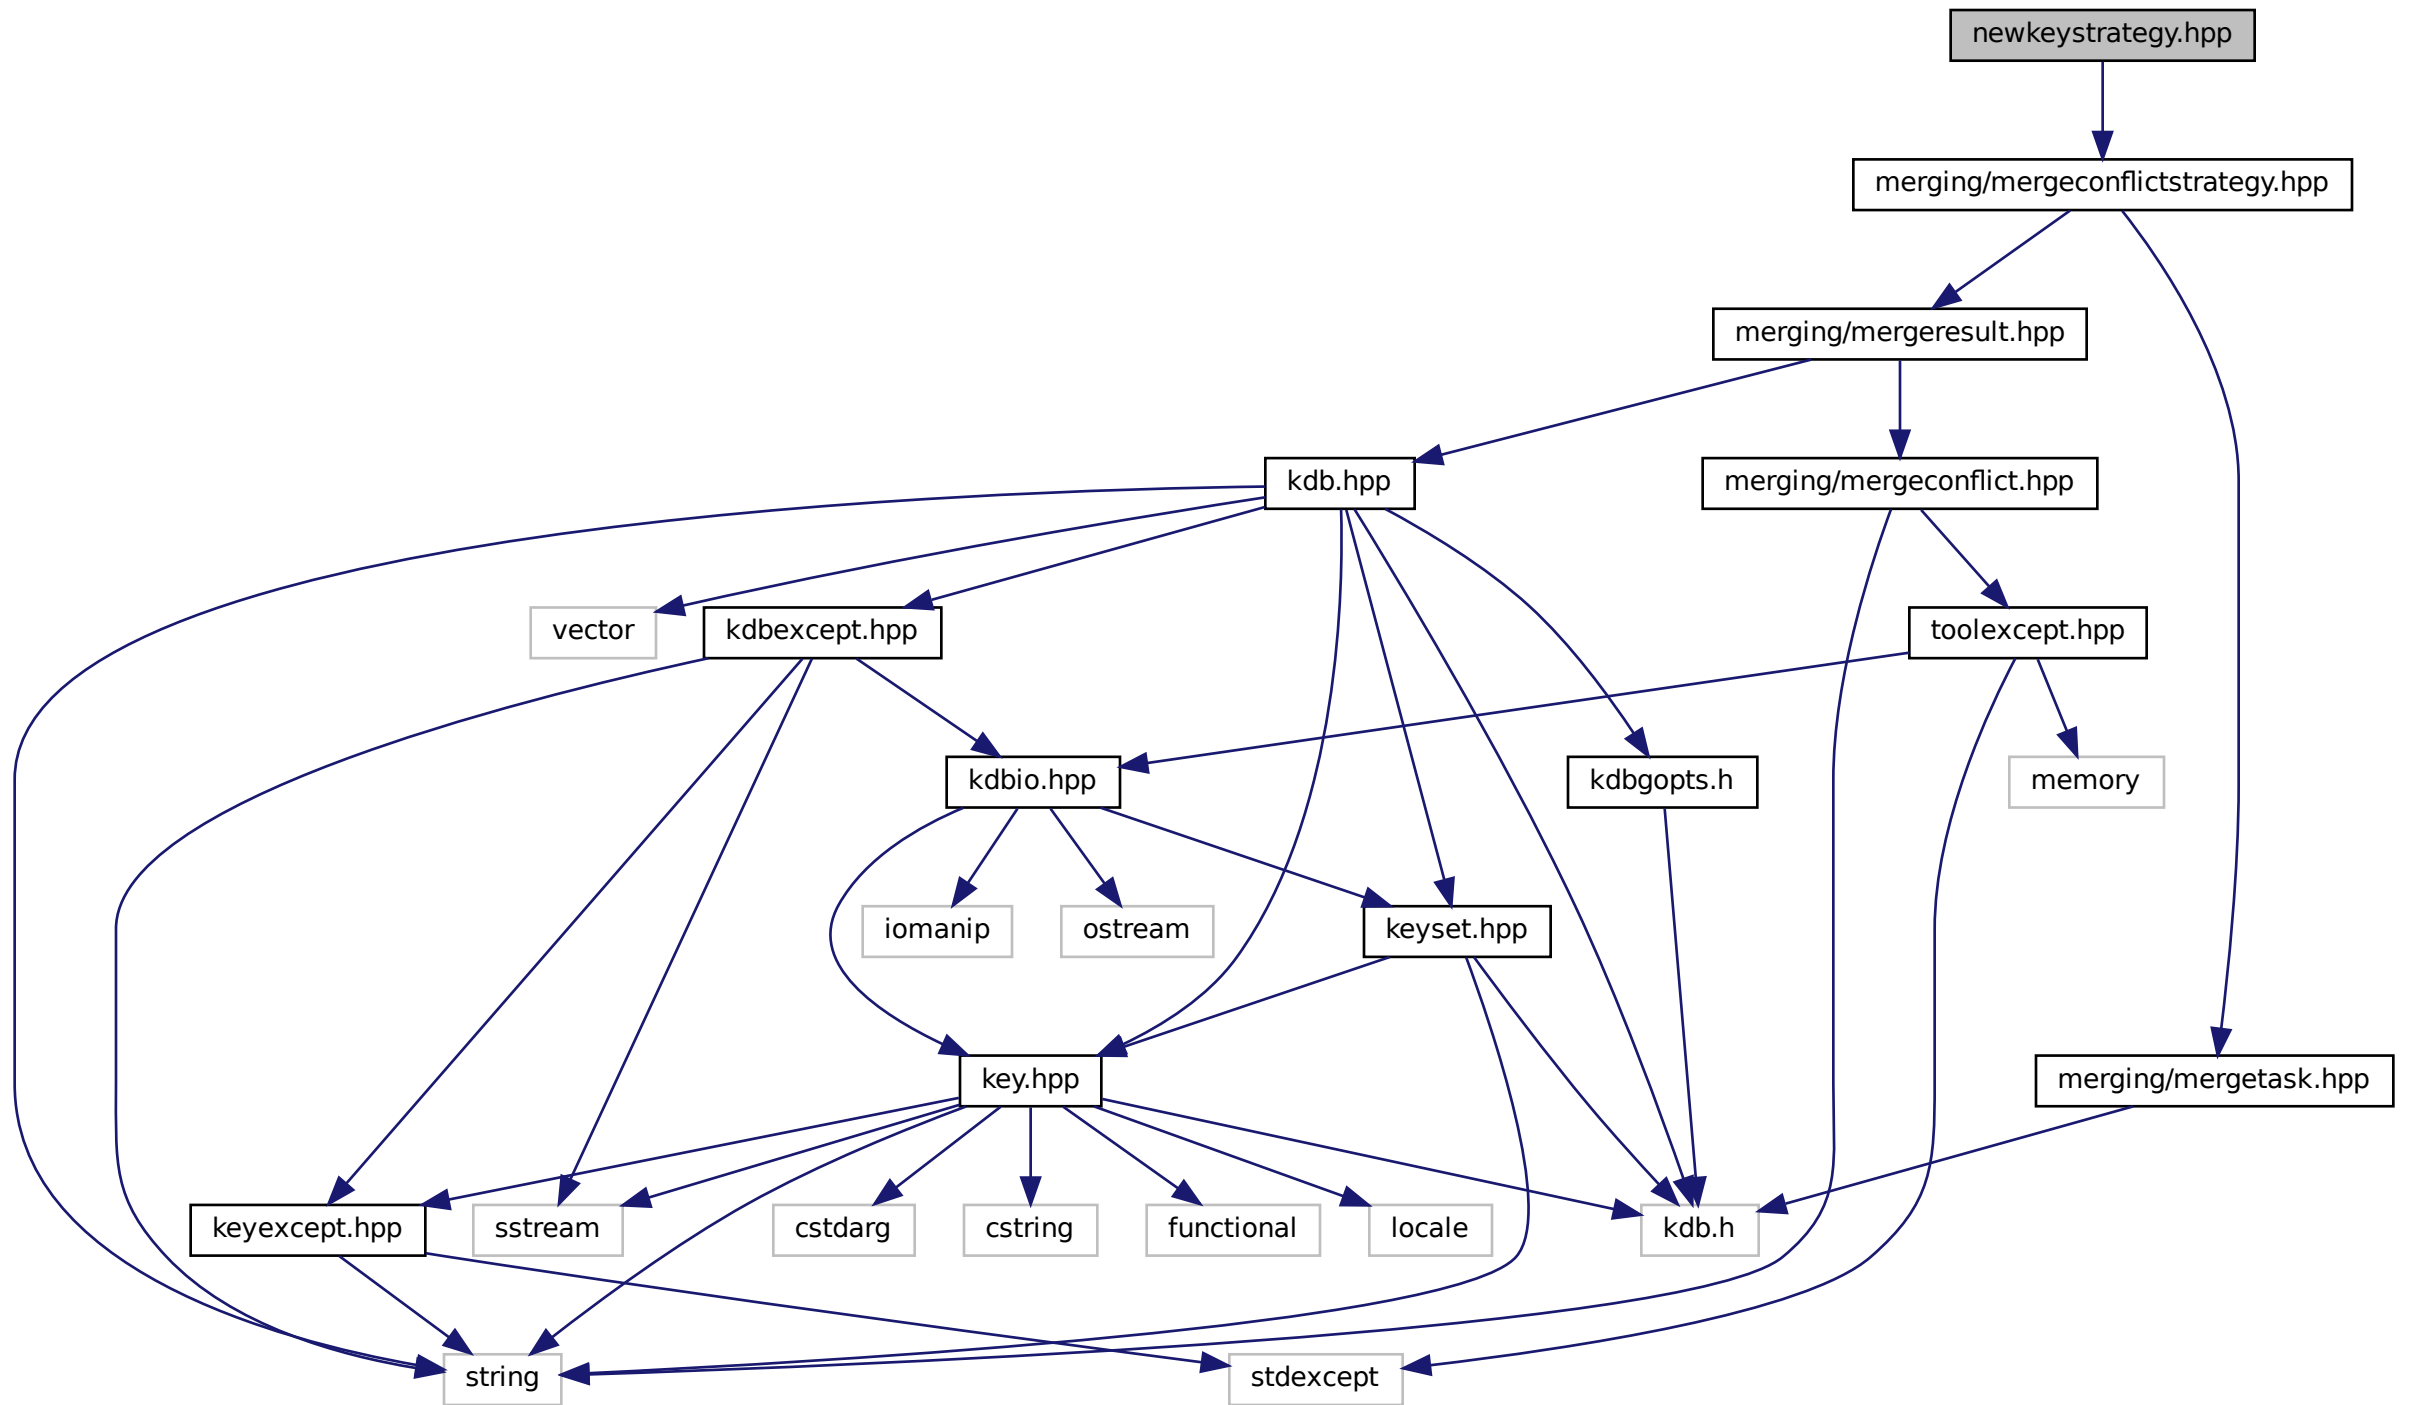 newkeystrategy.hpp
merging/mergeconflictstrategy.hpp
merging/mergeresult.hpp
kdb.hpp
merging/mergeconflict.hpp
vector
kdbexcept.hpp
toolexcept.hpp
kdbio.hpp
kdbgopts.h
memory
iomanip
ostream
keyset.hpp
key.hpp
merging/mergetask.hpp
keyexcept.hpp
sstream
cstdarg
cstring
functional
locale
kdb.h
string
stdexcept